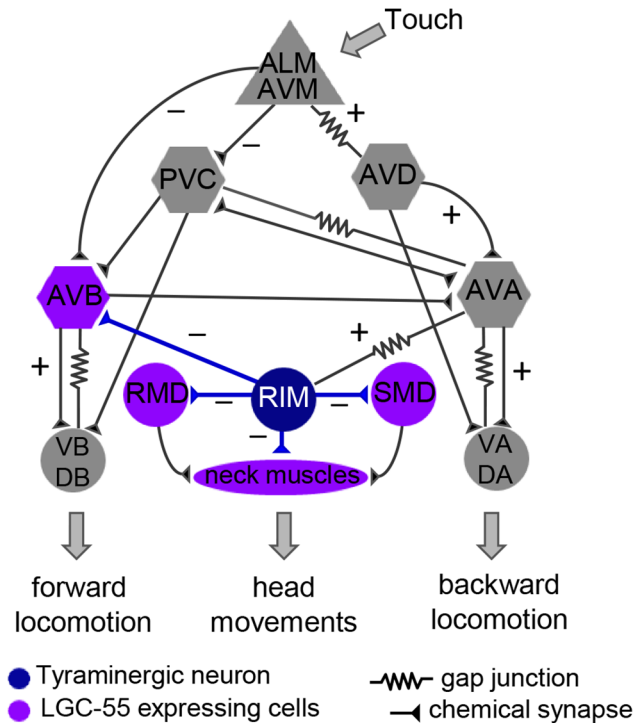 Touch
ALM
AVM
–
+
–
PVC
AVD
+
AVB
AVA
–
+
+
+
RMD
–
RIM
–
SMD
–
VB
DB
neck muscles
VA
DA
forward
locomotion
head
movements
backward
locomotion
Tyraminergic neuron
gap junction
LGC-55 expressing cells
chemical synapse